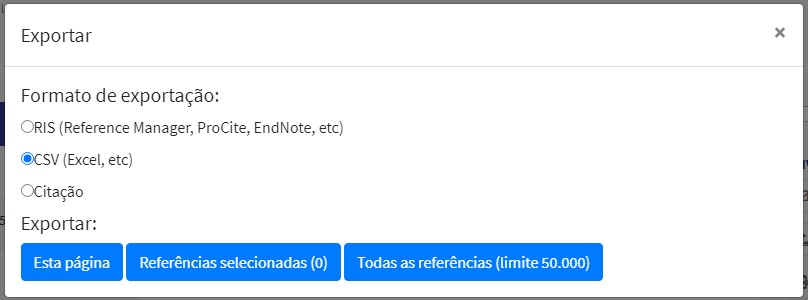 Exportar
×
Formato de exportação:
RIS (Reference Manager, ProCite, EndNote, etc)
CSV (Excel, etc)
Citação
Exportar:
Esta página Referências selecionadas (0) Todas as referências (limite 50.000)